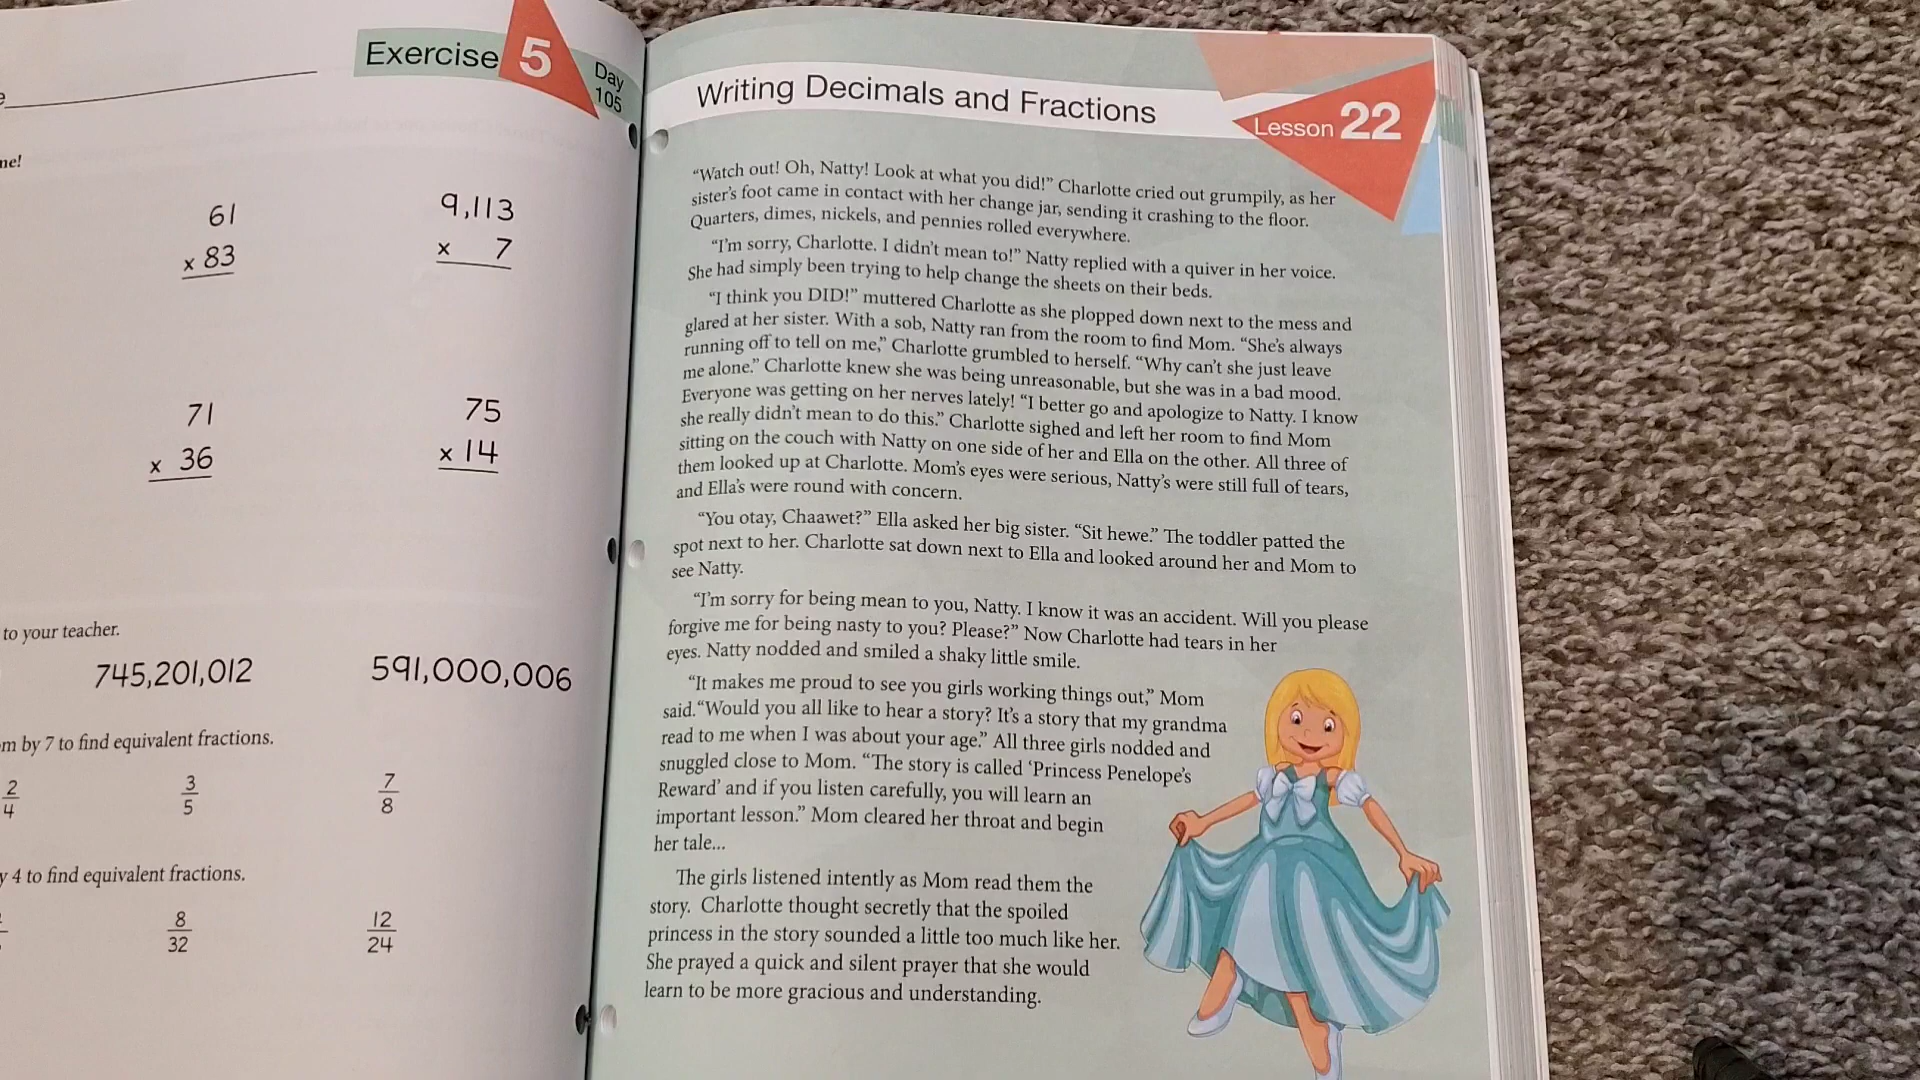 Exercise 5
Day
105
ne!
61
x 83
9,113
x 7
71
x 36
75
x 14
to your teacher.
745,201,012 591,000,006
m by 7 to find equivalent fractions.
2/4 3/5 7/8
y 4 to find equivalent fractions.
8/32 12/24
Writing Decimals and Fractions
Lesson 22
“Watch out! Oh, Natty! Look at what you did!” Charlotte cried out grumpily, as her
sister’s foot came in contact with her change jar, sending it crashing to the floor.
Quarters, dimes, nickels, and pennies rolled everywhere.
“I’m sorry, Charlotte. I didn’t mean to!” Natty replied with a quiver in her voice.
She had simply been trying to help change the sheets on their beds.
“I think you DID!” muttered Charlotte as she plopped down next to the mess and
glared at her sister. With a sob, Natty ran from the room to find Mom. “She’s always
running off to tell on me,” Charlotte grumbled to herself. “Why can’t she just leave
me alone.” Charlotte knew she was being unreasonable, but she was in a bad mood.
Everyone was getting on her nerves lately! “I better go and apologize to Natty. I know
she really didn’t mean to do this.” Charlotte sighed and left her room to find Mom
sitting on the couch with Natty on one side of her and Ella on the other. All three of
them looked up at Charlotte. Mom’s eyes were serious, Natty’s were still full of tears,
and Ella’s were round with concern.
“You otay, Chaawet?” Ella asked her big sister. “Sit hewe.” The toddler patted the
spot next to her. Charlotte sat down next to Ella and looked around her and Mom to
see Natty.
“I’m sorry for being mean to you, Natty. I know it was an accident. Will you please
forgive me for being nasty to you? Please?” Now Charlotte had tears in her
eyes. Natty nodded and smiled a shaky little smile.
“It makes me proud to see you girls working things out,” Mom
said.“Would you all like to hear a story? It’s a story that my grandma
read to me when I was about your age.” All three girls nodded and
snuggled close to Mom. “The story is called ‘Princess Penelope’s
Reward’ and if you listen carefully, you will learn an
important lesson.” Mom cleared her throat and begin
her tale...
The girls listened intently as Mom read them the
story. Charlotte thought secretly that the spoiled
princess in the story sounded a little too much like her.
She prayed a quick and silent prayer that she would
learn to be more gracious and understanding.